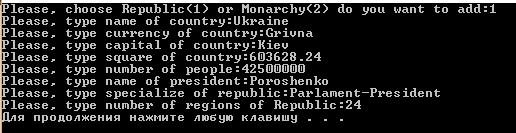 Please, choose Republic(1) or Monarchy(2) do you want to add:1
Please, type name of country:Ukraine
Please, type currency of country:Grivna
Please, type capital of country:Kiev
Please, type square of country:603628.24
Please, type number of people:42500000
Please, type name of president:Poroshenko
Please, type specialize of republic:Parlament-President
Please, type number of regions of Republic:24
Для продолжения нажмите любую клавишу . . .